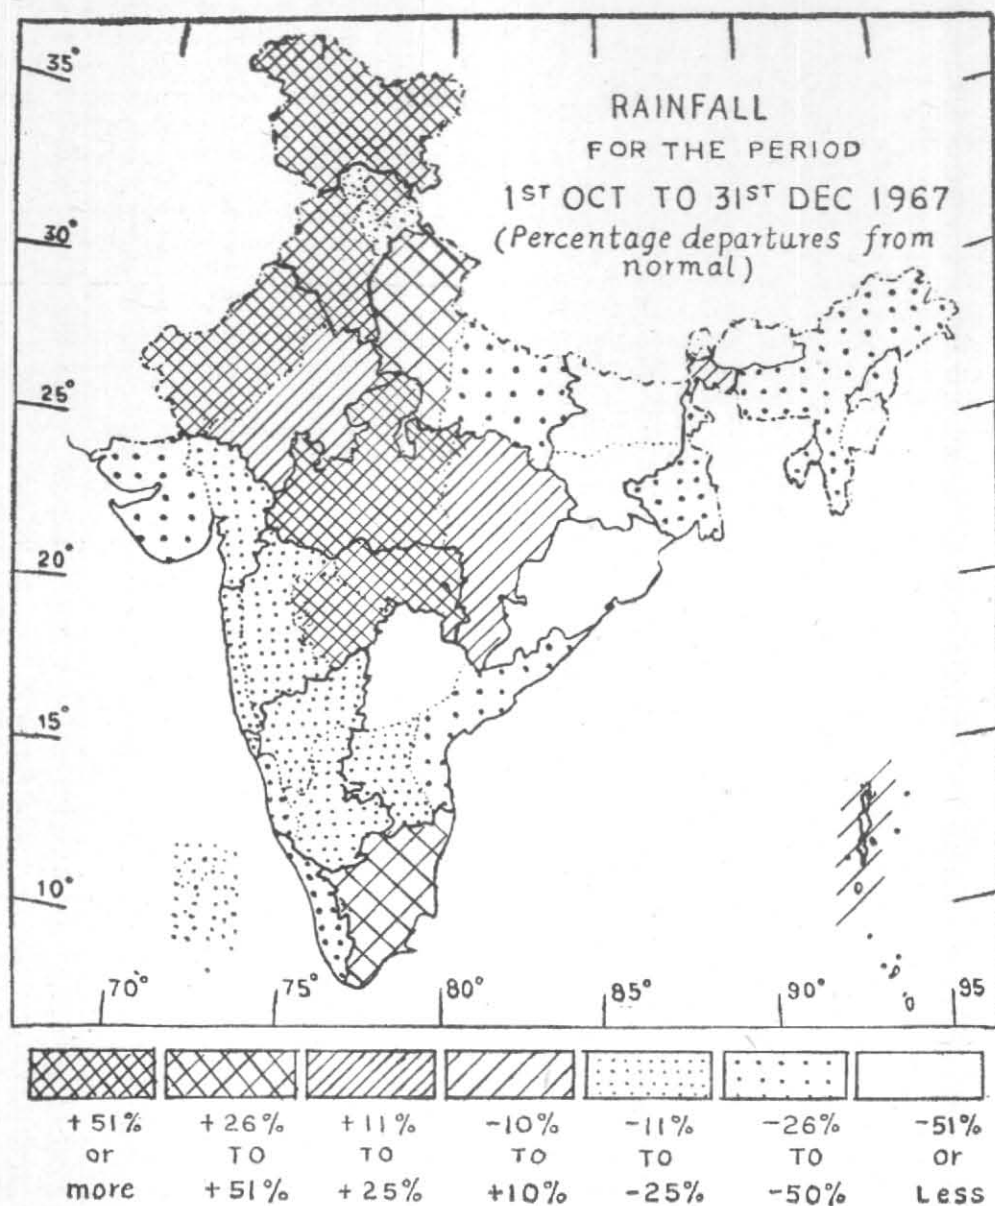 RAINFALL
FOR THE PERIOD
1ST OCT TO 31ST DEC 1967
(Percentage departures from
normal)
35°
30°
25°
20°
15°
10°
70° 75° 80° 85° 90° 95
+51% +26% +11% -10% -11% -26% -51%
or TO TO TO TO TO or
more +51% +25% +10% -25% -50% Less